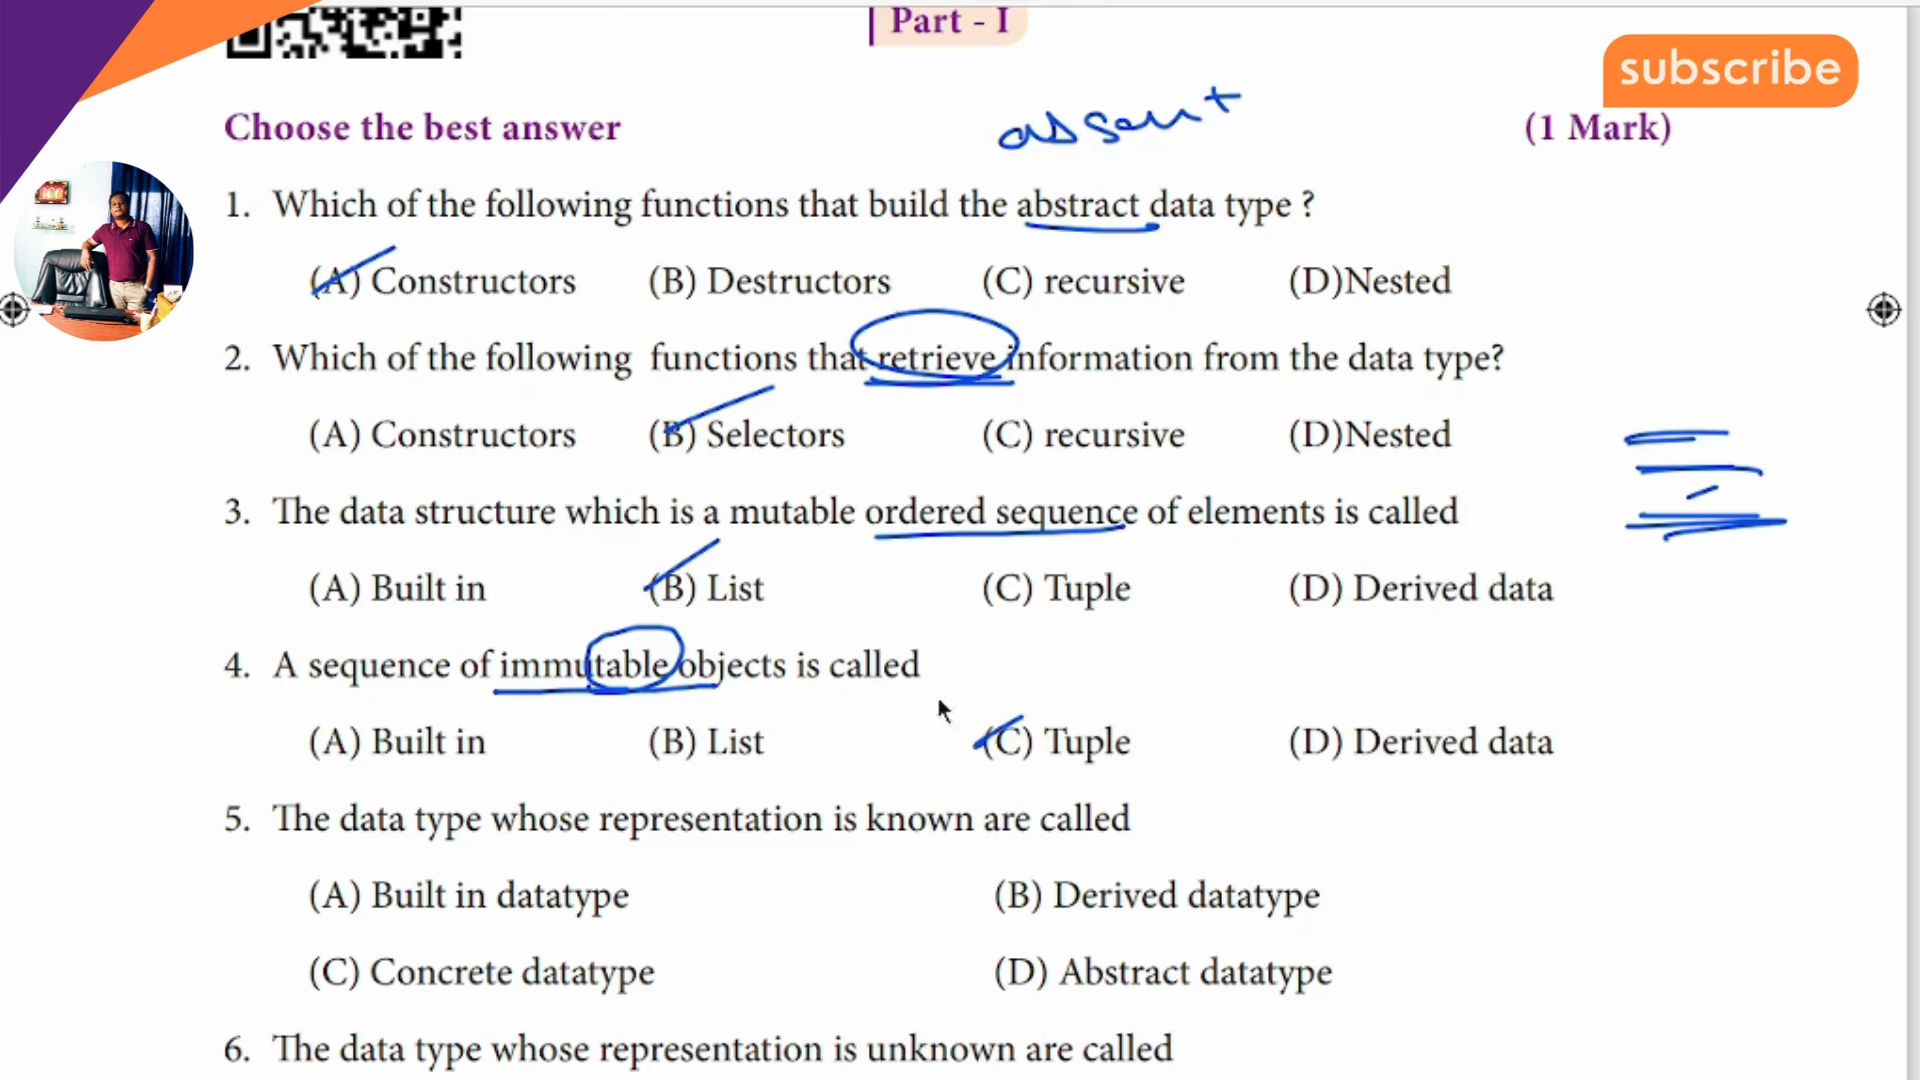 Part - I
subscribe
absent
Choose the best answer (1 Mark)
1. Which of the following functions that build the abstract data type ?
(A) Constructors (B) Destructors (C) recursive (D)Nested
2. Which of the following functions that retrieve information from the data type?
(A) Constructors (B) Selectors (C) recursive (D)Nested
3. The data structure which is a mutable ordered sequence of elements is called
(A) Built in (B) List (C) Tuple (D) Derived data
4. A sequence of immutable objects is called
(A) Built in (B) List (C) Tuple (D) Derived data
5. The data type whose representation is known are called
(A) Built in datatype (B) Derived datatype
(C) Concrete datatype (D) Abstract datatype
6. The data type whose representation is unknown are called